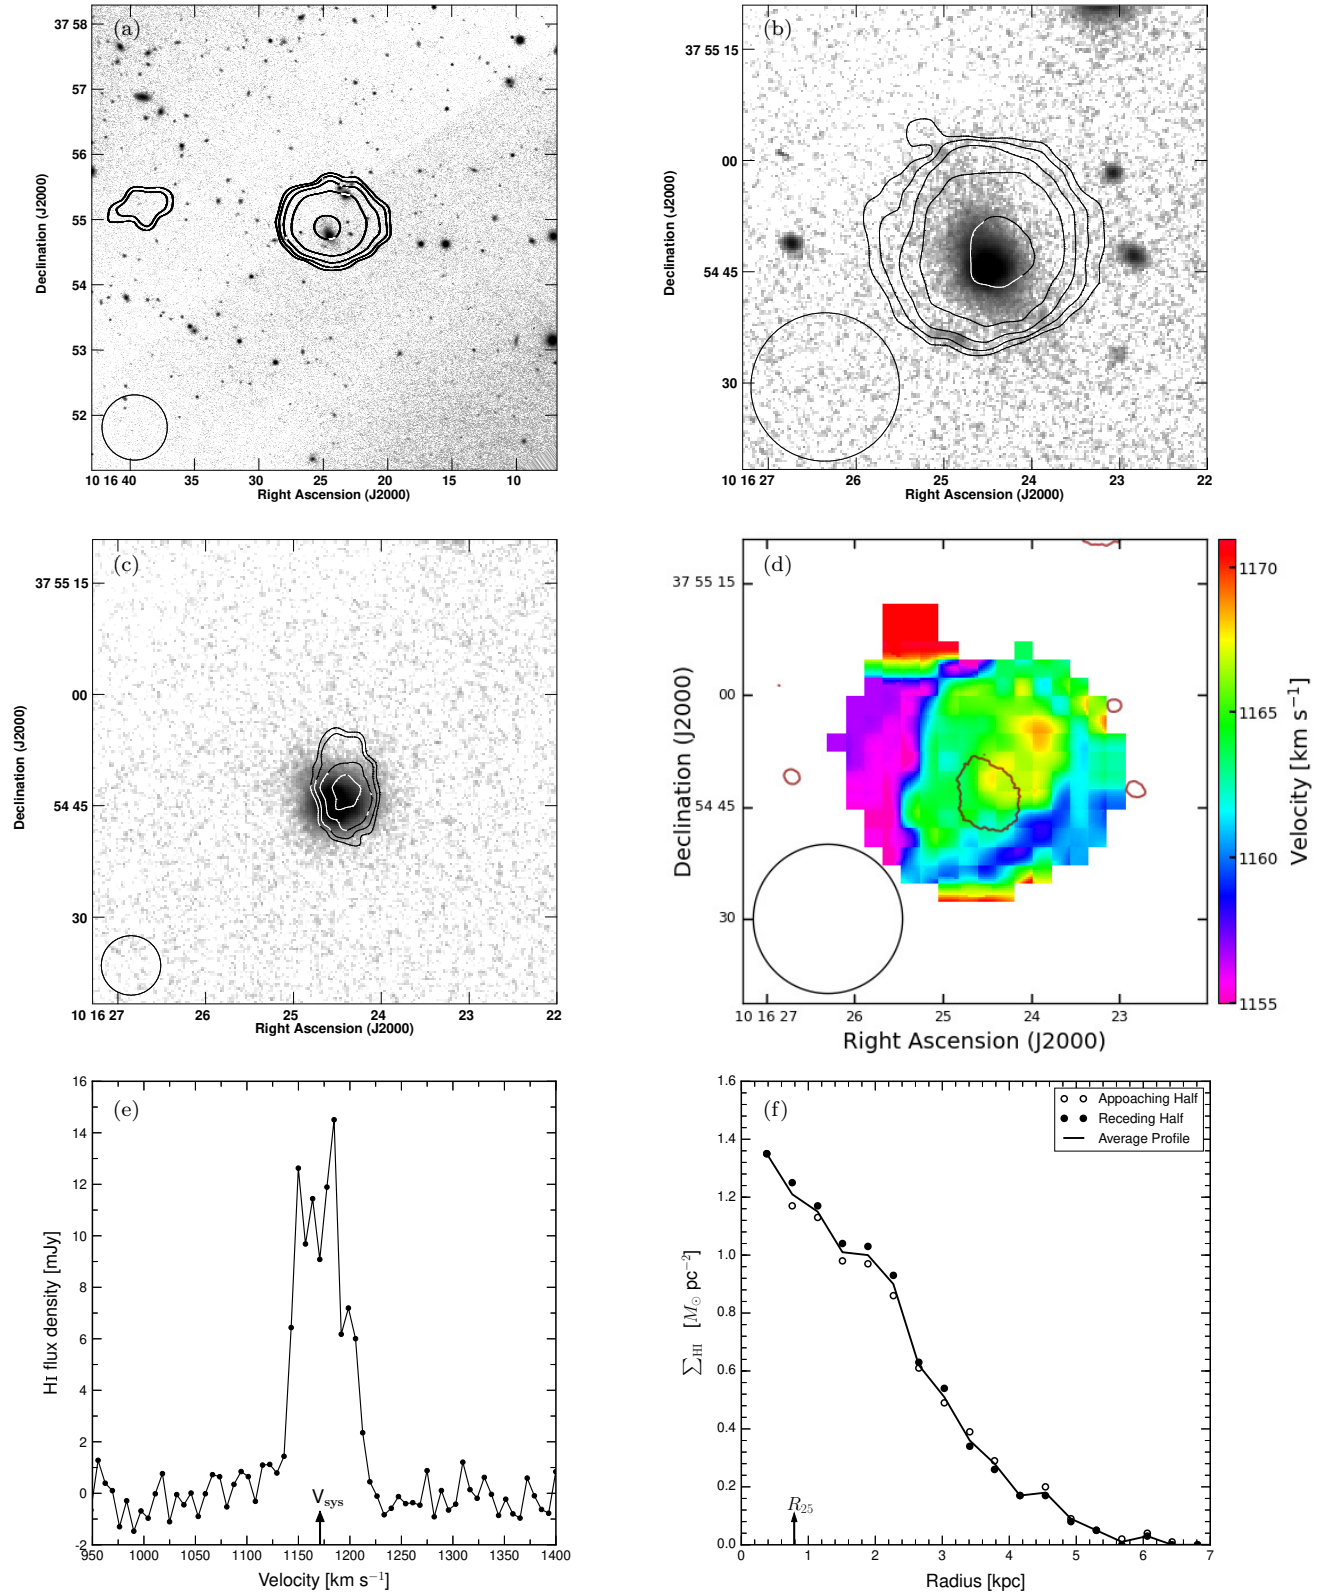 (a)
37 58
57
56
55
54
53
52
Declination (J2000)
10 16 40 35 30 25 20 15 10
Right Ascension (J2000)
(b)
37 55 15
00
54 45
30
Declination (J2000)
10 16 27 26 25 24 23 22
Right Ascension (J2000)
(c)
37 55 15
00
54 45
30
Declination (J2000)
10 16 27 26 25 24 23 22
Right Ascension (J2000)
(d)
37 55 15
00
54 45
30
Declination (J2000)
10 16 27 26 25 24 23
Right Ascension (J2000)
1170
1165
1160
1155
Velocity [km s⁻¹]
(e)
16
14
12
10
8
6
4
2
0
-2
HI flux density [mJy]
Vsys
950 1000 1050 1100 1150 1200 1250 1300 1350 1400
Velocity [km s⁻¹]
(f)
Appoaching Half
Receding Half
Average Profile
1.6
1.4
1.2
1.0
0.8
0.6
0.4
0.2
0.0
∑HI [M⊙ pc⁻²]
R25
0 1 2 3 4 5 6 7
Radius [kpc]